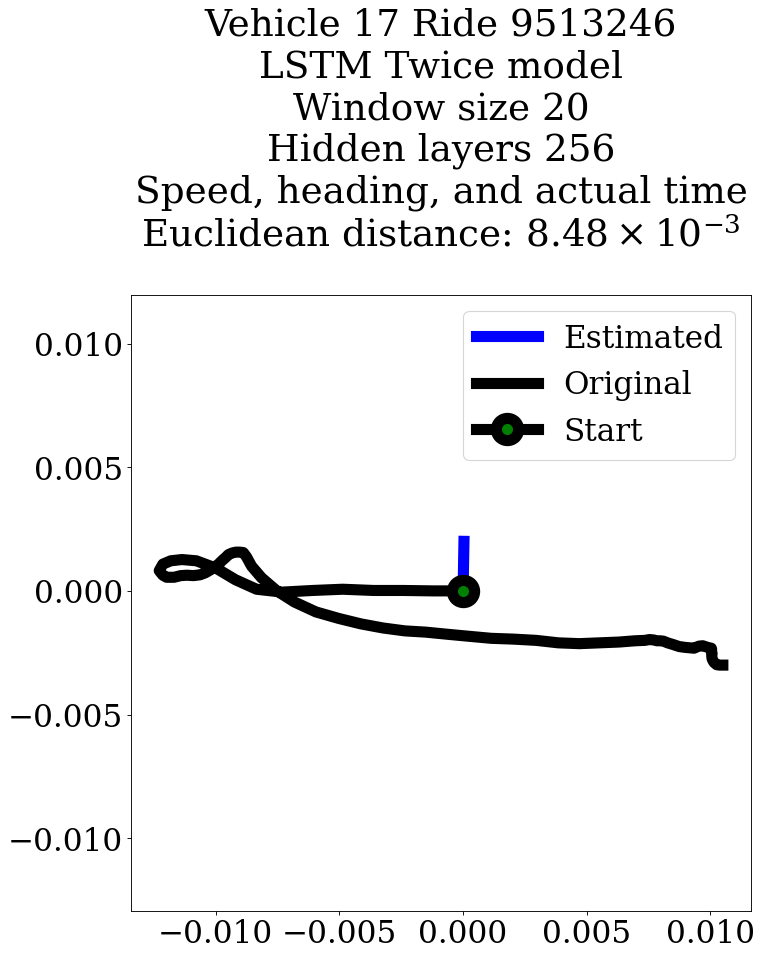 Vehicle 17 Ride 9513246
LSTM Twice model
Window size 20
Hidden layers 256
Speed, heading, and actual time
Euclidean distance: 8.48 × 10⁻³
Estimated
Original
Start
0.010
0.005
0.000
−0.005
−0.010
−0.010 −0.005 0.000 0.005 0.010